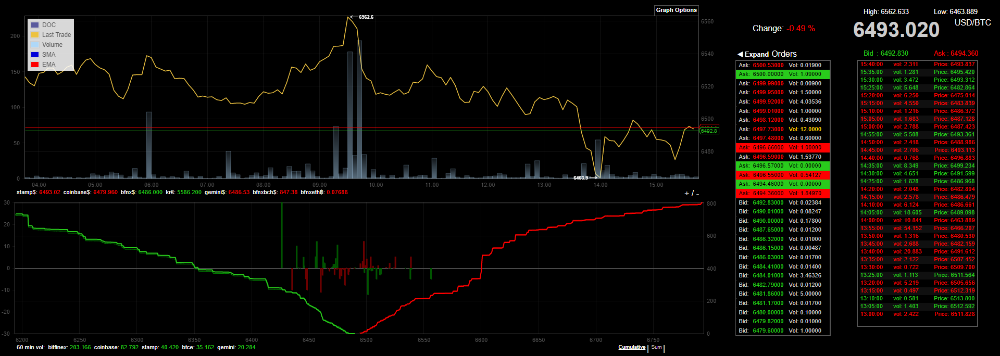 Graph Options
DOC
Last Trade
Volume
SMA
EMA
200
150
100
50
0
6562.6
6463.9
6560
6540
6520
6500
6492.8
6480
04:00 05:00 06:00 07:00 08:00 09:00 10:00 11:00 12:00 13:00 14:00 15:00
stamp$: 6493.02 coinbase$: 6479.960 bfnx$: 6486.000 kr€: 5586.200 gemini$: 6486.53 bfnxbch$: 847.38 bfnxeth฿: 0.07688
+ / -
30
20
10
0
-10
-20
-30
800
600
400
200
0
6200 6250 6300 6350 6400 6450 6500 6550 6600 6650 6700 6750
60 min vol: bitfinex: 203.166 coinbase: 82.792 stamp: 40.420 btce: 35.162 gemini: 20.284
Cumulative | Sum |
Change: -0.49 %
◀ Expand Orders
Ask: 6500.53000 Vol: 0.01900
Ask: 6500.00000 Vol: 1.09000
Ask: 6499.99000 Vol: 0.00900
Ask: 6499.95000 Vol: 1.50000
Ask: 6499.92000 Vol: 4.03536
Ask: 6499.01000 Vol: 1.00000
Ask: 6498.12000 Vol: 0.43090
Ask: 6497.73000 Vol: 12.0000
Ask: 6497.48000 Vol: 0.60000
Ask: 6496.66000 Vol: 1.00000
Ask: 6496.59000 Vol: 1.53770
Ask: 6496.57000 Vol: 0.00000
Ask: 6496.55000 Vol: 0.54127
Ask: 6494.46000 Vol: 0.00000
Ask: 6494.36000 Vol: 1.84970
Bid: 6492.83000 Vol: 0.02384
Bid: 6490.01000 Vol: 0.08247
Bid: 6490.00000 Vol: 0.17800
Bid: 6487.65000 Vol: 0.01200
Bid: 6486.32000 Vol: 0.01000
Bid: 6486.15000 Vol: 0.00487
Bid: 6486.03000 Vol: 0.01700
Bid: 6484.41000 Vol: 0.01400
Bid: 6484.01000 Vol: 3.46326
Bid: 6482.79000 Vol: 0.01200
Bid: 6481.86000 Vol: 5.00000
Bid: 6481.17000 Vol: 0.01700
Bid: 6480.00000 Vol: 0.10000
Bid: 6479.82000 Vol: 0.01000
Bid: 6479.60000 Vol: 1.00000
High: 6562.633 Low: 6463.889
6493.020 USD/BTC
Bid : 6492.830 Ask : 6494.360
15:40:00 vol: 2.311 Price: 6493.837
15:35:00 vol: 1.281 Price: 6495.420
15:30:00 vol: 3.472 Price: 6493.312
15:25:00 vol: 5.648 Price: 6482.864
15:20:00 vol: 6.250 Price: 6475.014
15:15:00 vol: 4.550 Price: 6483.839
15:10:00 vol: 1.216 Price: 6486.372
15:05:00 vol: 1.683 Price: 6487.128
15:00:00 vol: 2.788 Price: 6487.423
14:55:00 vol: 5.508 Price: 6493.361
14:50:00 vol: 2.418 Price: 6488.986
14:45:00 vol: 2.706 Price: 6493.113
14:40:00 vol: 0.768 Price: 6496.883
14:35:00 vol: 8.349 Price: 6499.234
14:30:00 vol: 4.651 Price: 6491.599
14:25:00 vol: 1.828 Price: 6486.968
14:20:00 vol: 2.048 Price: 6482.894
14:15:00 vol: 2.578 Price: 6486.479
14:10:00 vol: 6.124 Price: 6486.661
14:05:00 vol: 18.605 Price: 6489.098
14:00:00 vol: 10.841 Price: 6463.889
13:55:00 vol: 54.152 Price: 6466.207
13:50:00 vol: 1.316 Price: 6480.530
13:45:00 vol: 2.688 Price: 6482.159
13:40:00 vol: 20.883 Price: 6491.612
13:35:00 vol: 2.122 Price: 6507.452
13:30:00 vol: 0.722 Price: 6509.700
13:25:00 vol: 1.113 Price: 6511.564
13:20:00 vol: 5.219 Price: 6505.656
13:15:00 vol: 0.497 Price: 6512.319
13:10:00 vol: 0.581 Price: 6513.800
13:05:00 vol: 1.403 Price: 6512.592
13:00:00 vol: 2.422 Price: 6511.828